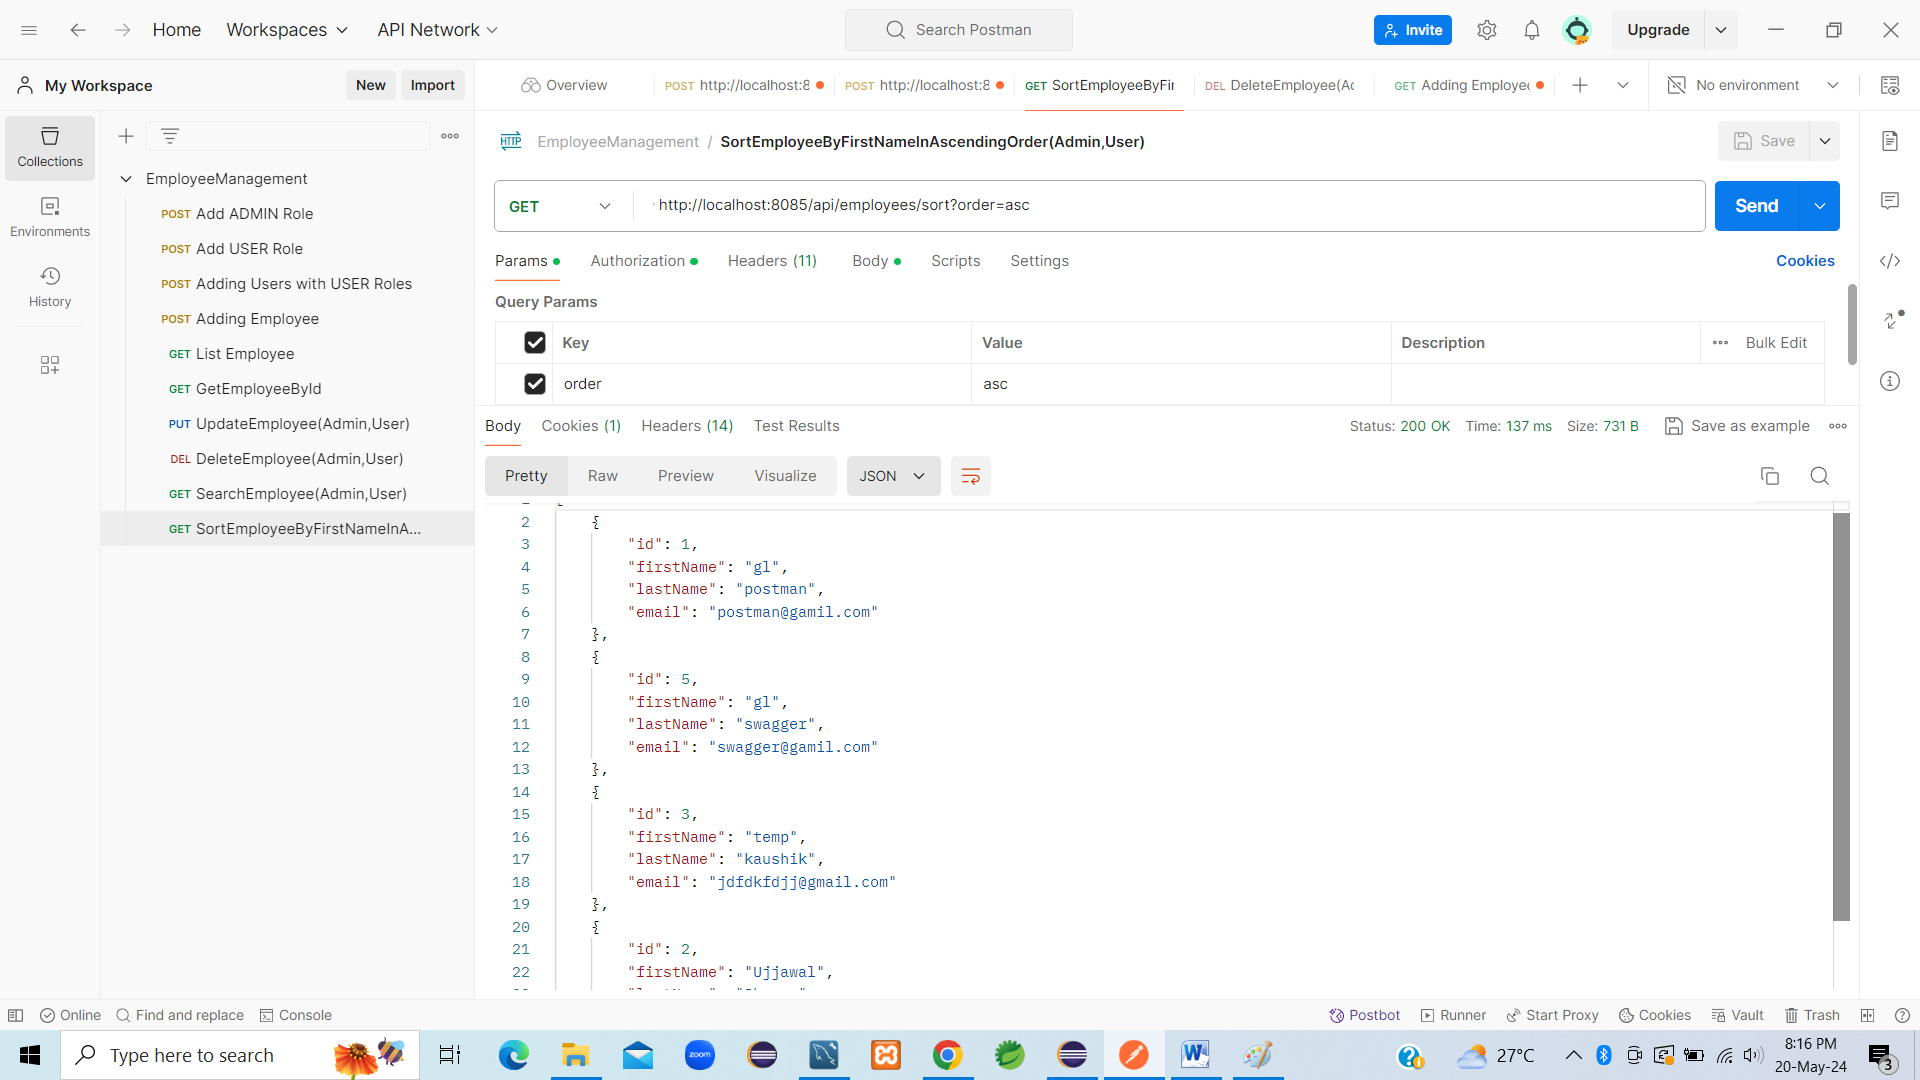 Home Workspaces API Network Search Postman Invite Upgrade
My Workspace New Import Overview POST http://localhost:8 POST http://localhost:8 GET SortEmployeeByFir DEL DeleteEmployee(Ac GET Adding Employee No environment
Collections
Environments
History
EmployeeManagement
POST Add ADMIN Role
POST Add USER Role
POST Adding Users with USER Roles
POST Adding Employee
GET List Employee
GET GetEmployeeById
PUT UpdateEmployee(Admin,User)
DEL DeleteEmployee(Admin,User)
GET SearchEmployee(Admin,User)
GET SortEmployeeByFirstNameInA...
HTTP EmployeeManagement / SortEmployeeByFirstNameInAscendingOrder(Admin,User) Save
GET http://localhost:8085/api/employees/sort?order=asc Send
Params Authorization Headers (11) Body Scripts Settings Cookies
Query Params
Key Value Description Bulk Edit
order asc
Body Cookies (1) Headers (14) Test Results Status: 200 OK Time: 137 ms Size: 731 B Save as example
Pretty Raw Preview Visualize JSON
2 {
3 "id": 1,
4 "firstName": "gl",
5 "lastName": "postman",
6 "email": "postman@gamil.com"
7 },
8 {
9 "id": 5,
10 "firstName": "gl",
11 "lastName": "swagger",
12 "email": "swagger@gamil.com"
13 },
14 {
15 "id": 3,
16 "firstName": "temp",
17 "lastName": "kaushik",
18 "email": "jdfdkfdjj@gmail.com"
19 },
20 {
21 "id": 2,
22 "firstName": "Ujjawal",
Online Find and replace Console Postbot Runner Start Proxy Cookies Vault Trash
Type here to search zoom 27°C 8:16 PM
20-May-24 3